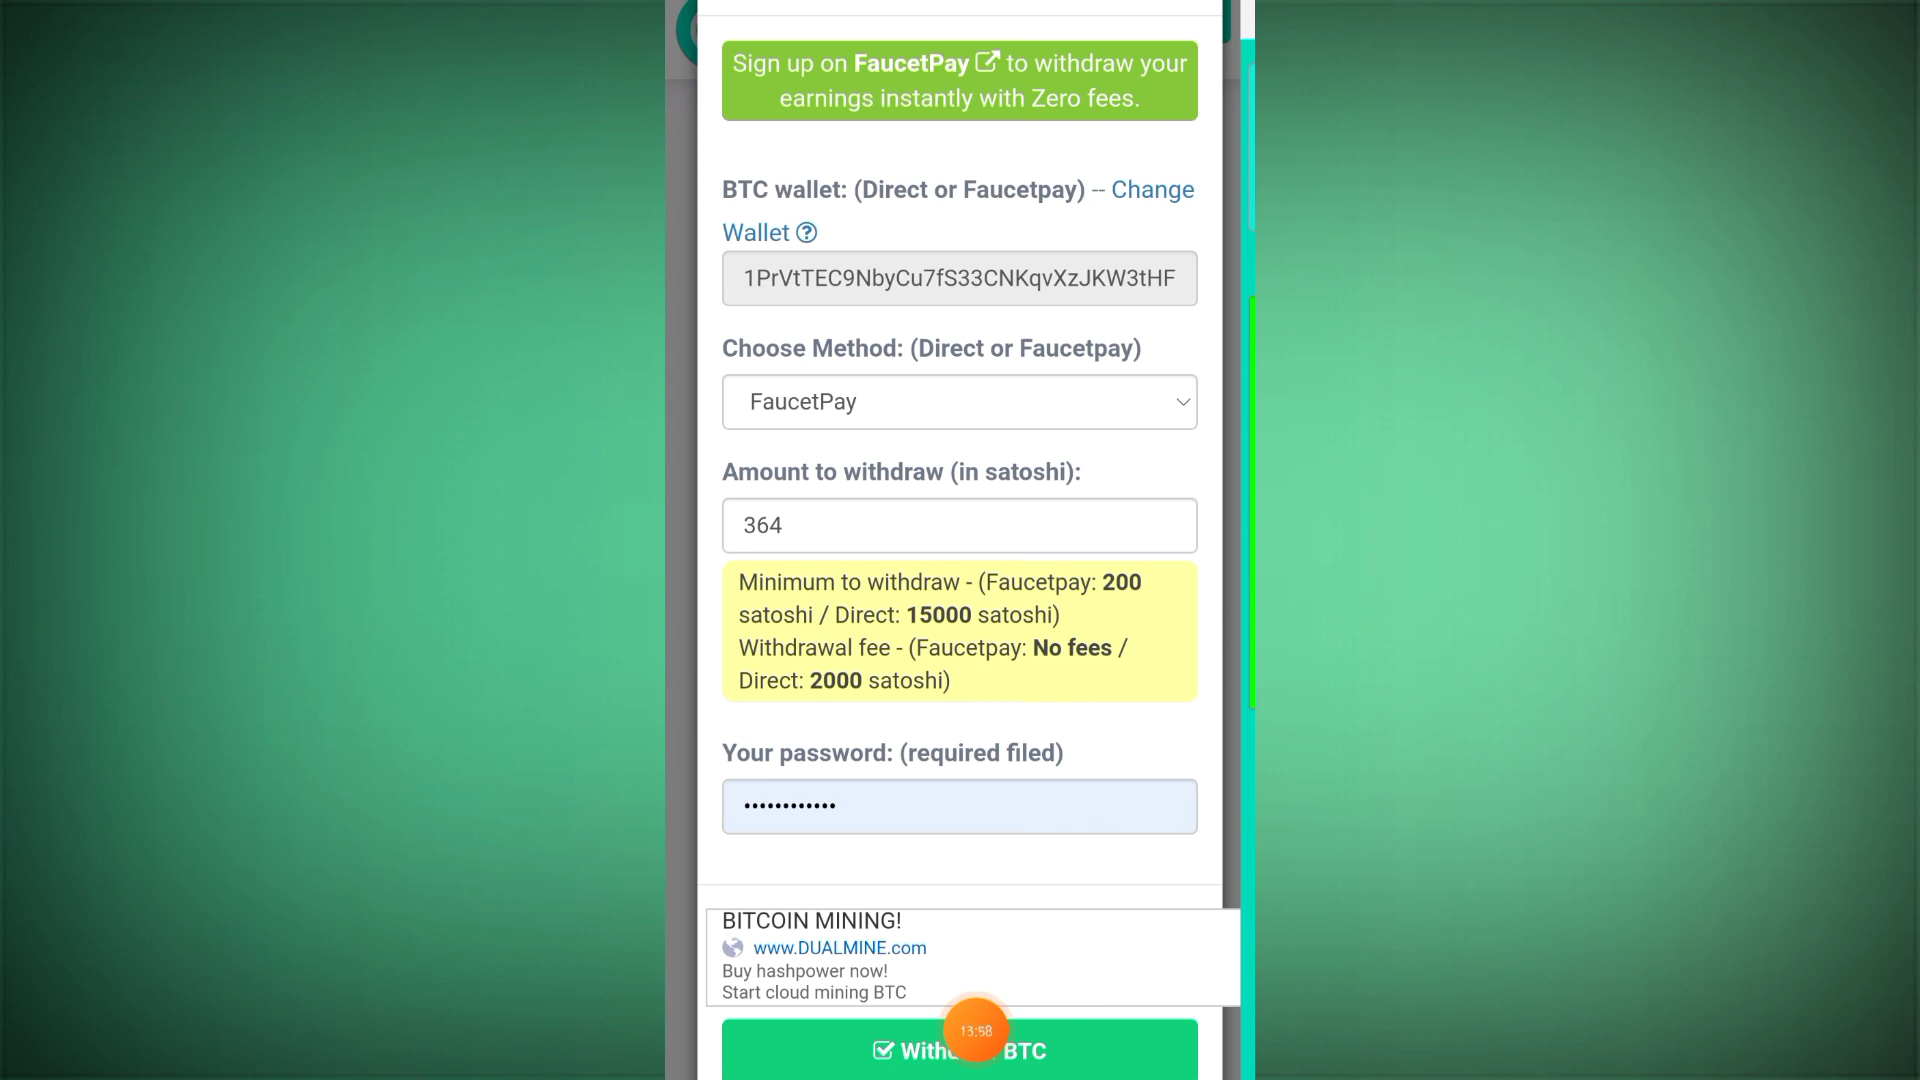 Sign up on FaucetPay to withdraw your
earnings instantly with Zero fees.
BTC wallet: (Direct or Faucetpay) -- Change
Wallet
1PrVtTEC9NbyCu7fS33CNKqvXzJKW3tHF
Choose Method: (Direct or Faucetpay)
FaucetPay
Amount to withdraw (in satoshi):
364
Minimum to withdraw - (Faucetpay: 200
satoshi / Direct: 15000 satoshi)
Withdrawal fee - (Faucetpay: No fees /
Direct: 2000 satoshi)
Your password: (required filed)
••••••••••••
BITCOIN MINING!
www.DUALMINE.com
Buy hashpower now!
Start cloud mining BTC
13:58
BTC